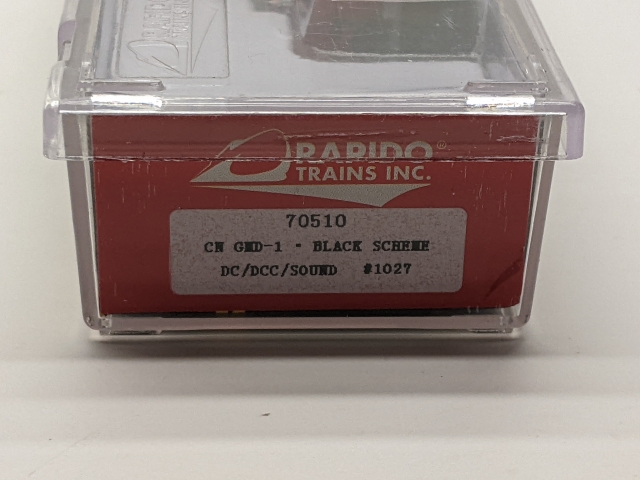 RAPIDO®
TRAINS INC.
70510
CN GMD-1 - BLACK SCHEME
DC/DCC/SOUND #1027